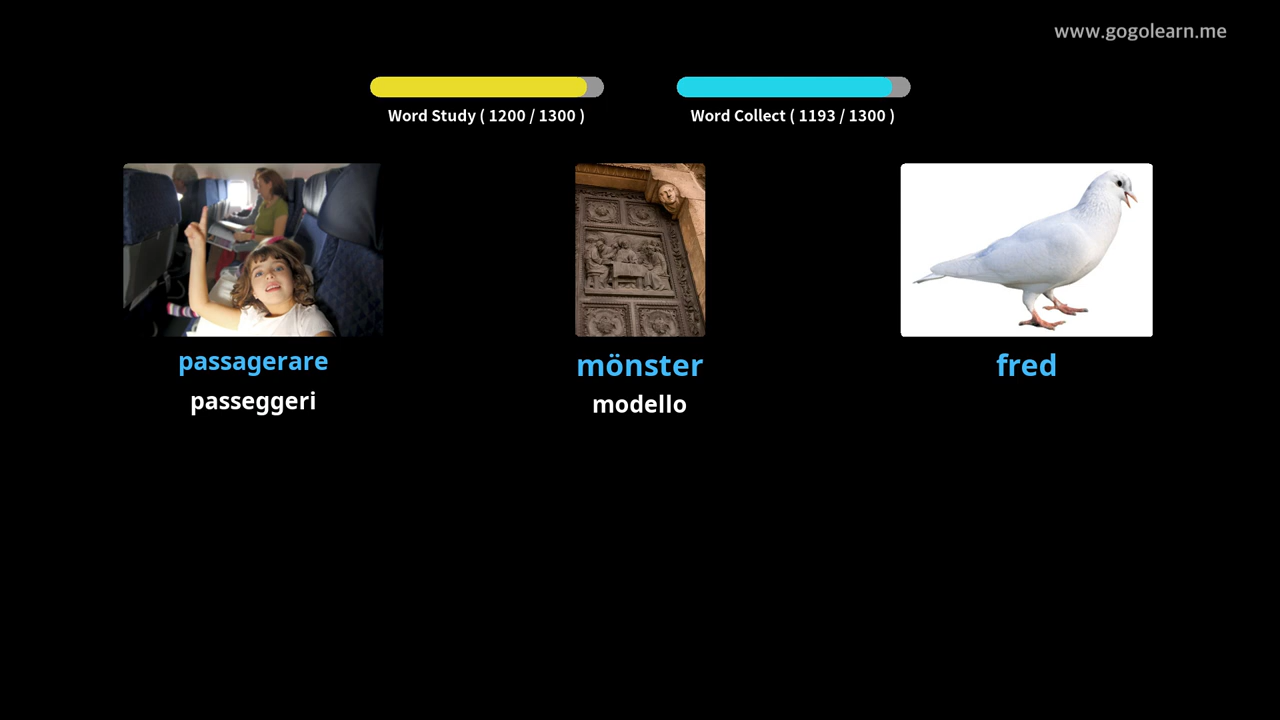 www.gogolearn.me
Word Study ( 1200 / 1300 )
Word Collect ( 1193 / 1300 )
passagerare
passeggeri
mönster
modello
fred